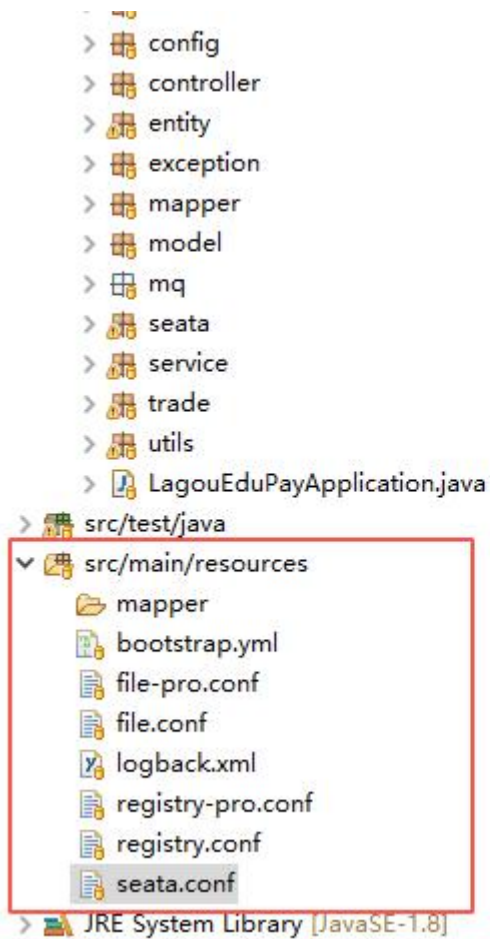 config
controller
entity
exception
mapper
model
mq
seata
service
trade
utils
LagouEduPayApplication.java
src/test/java
src/main/resources
mapper
bootstrap.yml
file-pro.conf
file.conf
logback.xml
registry-pro.conf
registry.conf
seata.conf
JRE System Library [JavaSE-1.8]